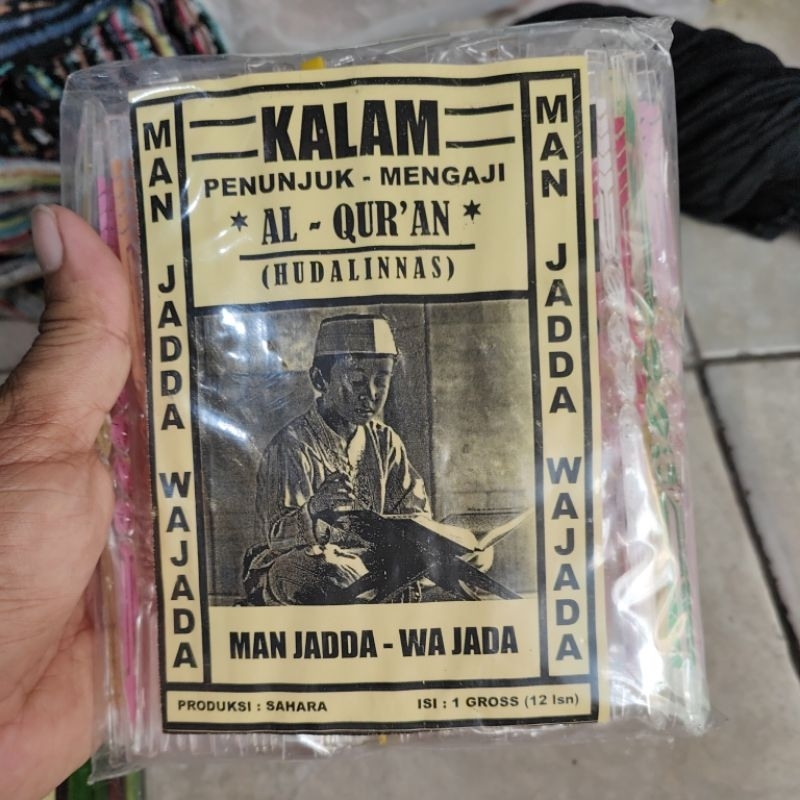 KALAM
PENUNJUK - MENGAJI
* AL - QUR'AN *
(HUDALINNAS)
MAN JADDA WAJADA
MAN JADDA WAJADA
MAN JADDA - WA JADA
PRODUKSI : SAHARA
ISI : 1 GROSS (12 lsn)